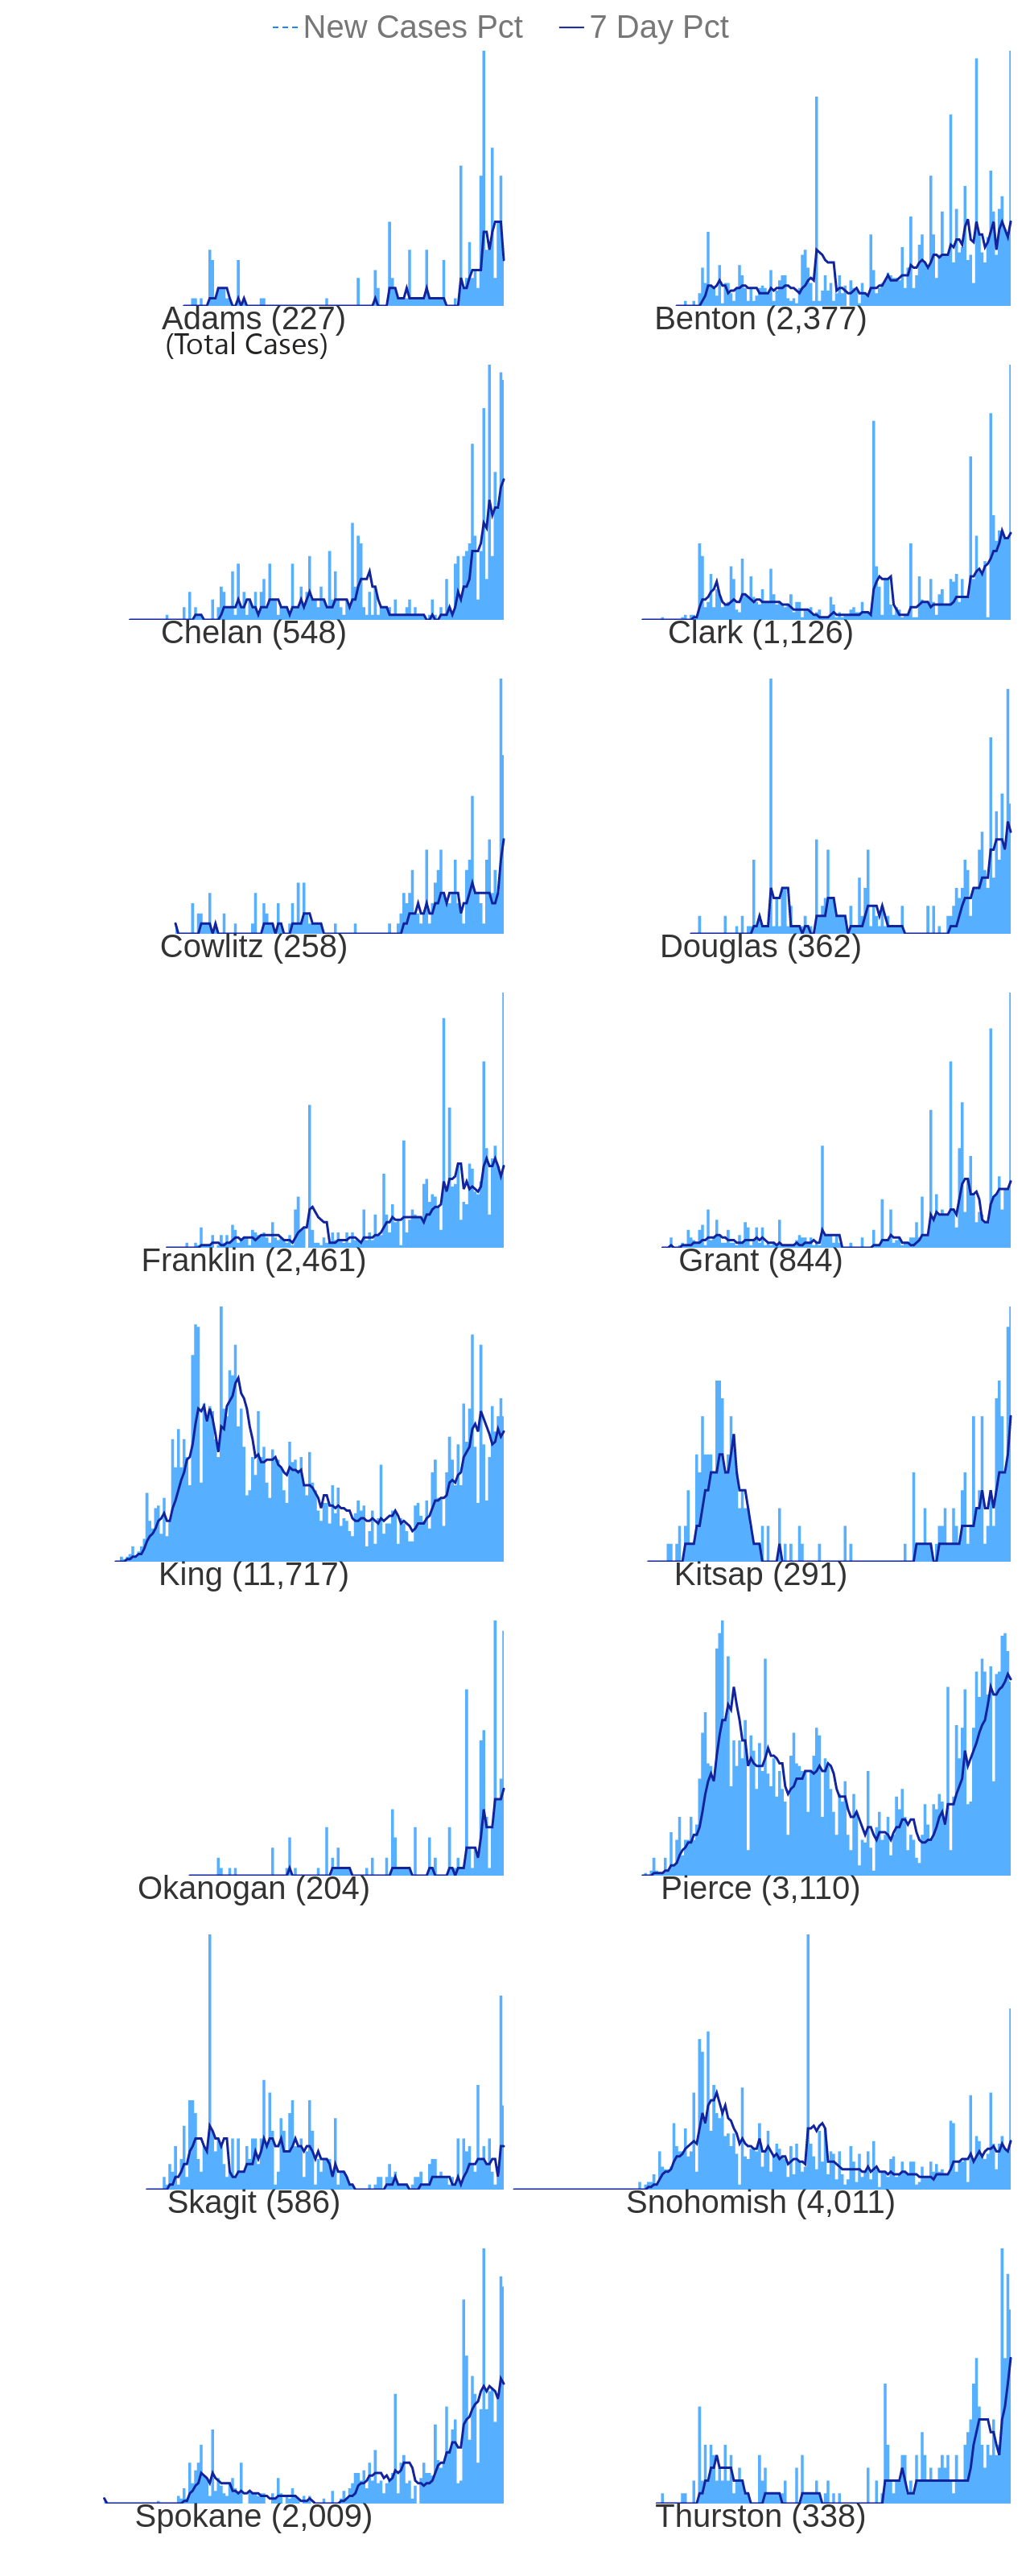 New Cases Pct 7 Day Pct
Adams (227) Benton (2,377)
(Total Cases)
Chelan (548) Clark (1,126)
Cowlitz (258) Douglas (362)
Franklin (2,461) Grant (844)
King (11,717) Kitsap (291)
Okanogan (204) Pierce (3,110)
Skagit (586) Snohomish (4,011)
Spokane (2,009) Thurston (338)